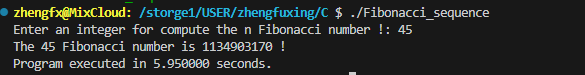 zhengfx@MixCloud: /storge1/USER/zhengfuxing/C $ ./Fibonacci_sequence
Enter an integer for compute the n Fibonacci number !: 45
The 45 Fibonacci number is 1134903170 !
Program executed in 5.950000 seconds.